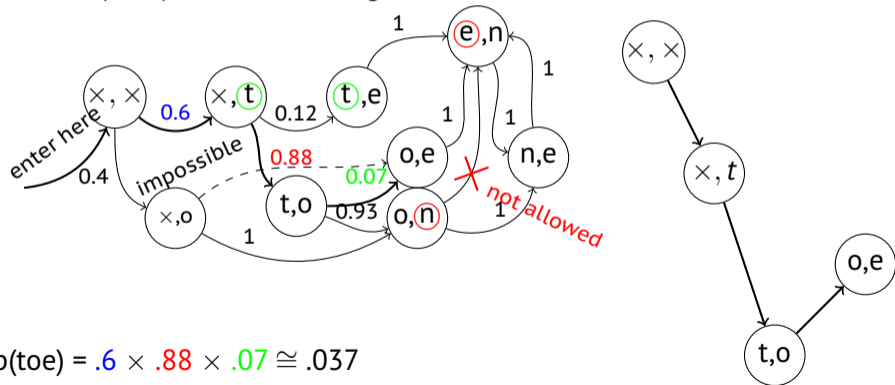 1
e,n
×, ×
×, ×
×,t
t,e
0.6
0.12
1
enter here
0.4
impossible
0.88
1
1
o,e
n,e
0.07
×,t
×,o
t,o
0.93
o,n
not allowed
1
1
o,e
t,o
o(toe) = .6 × .88 × .07 ≅ .037